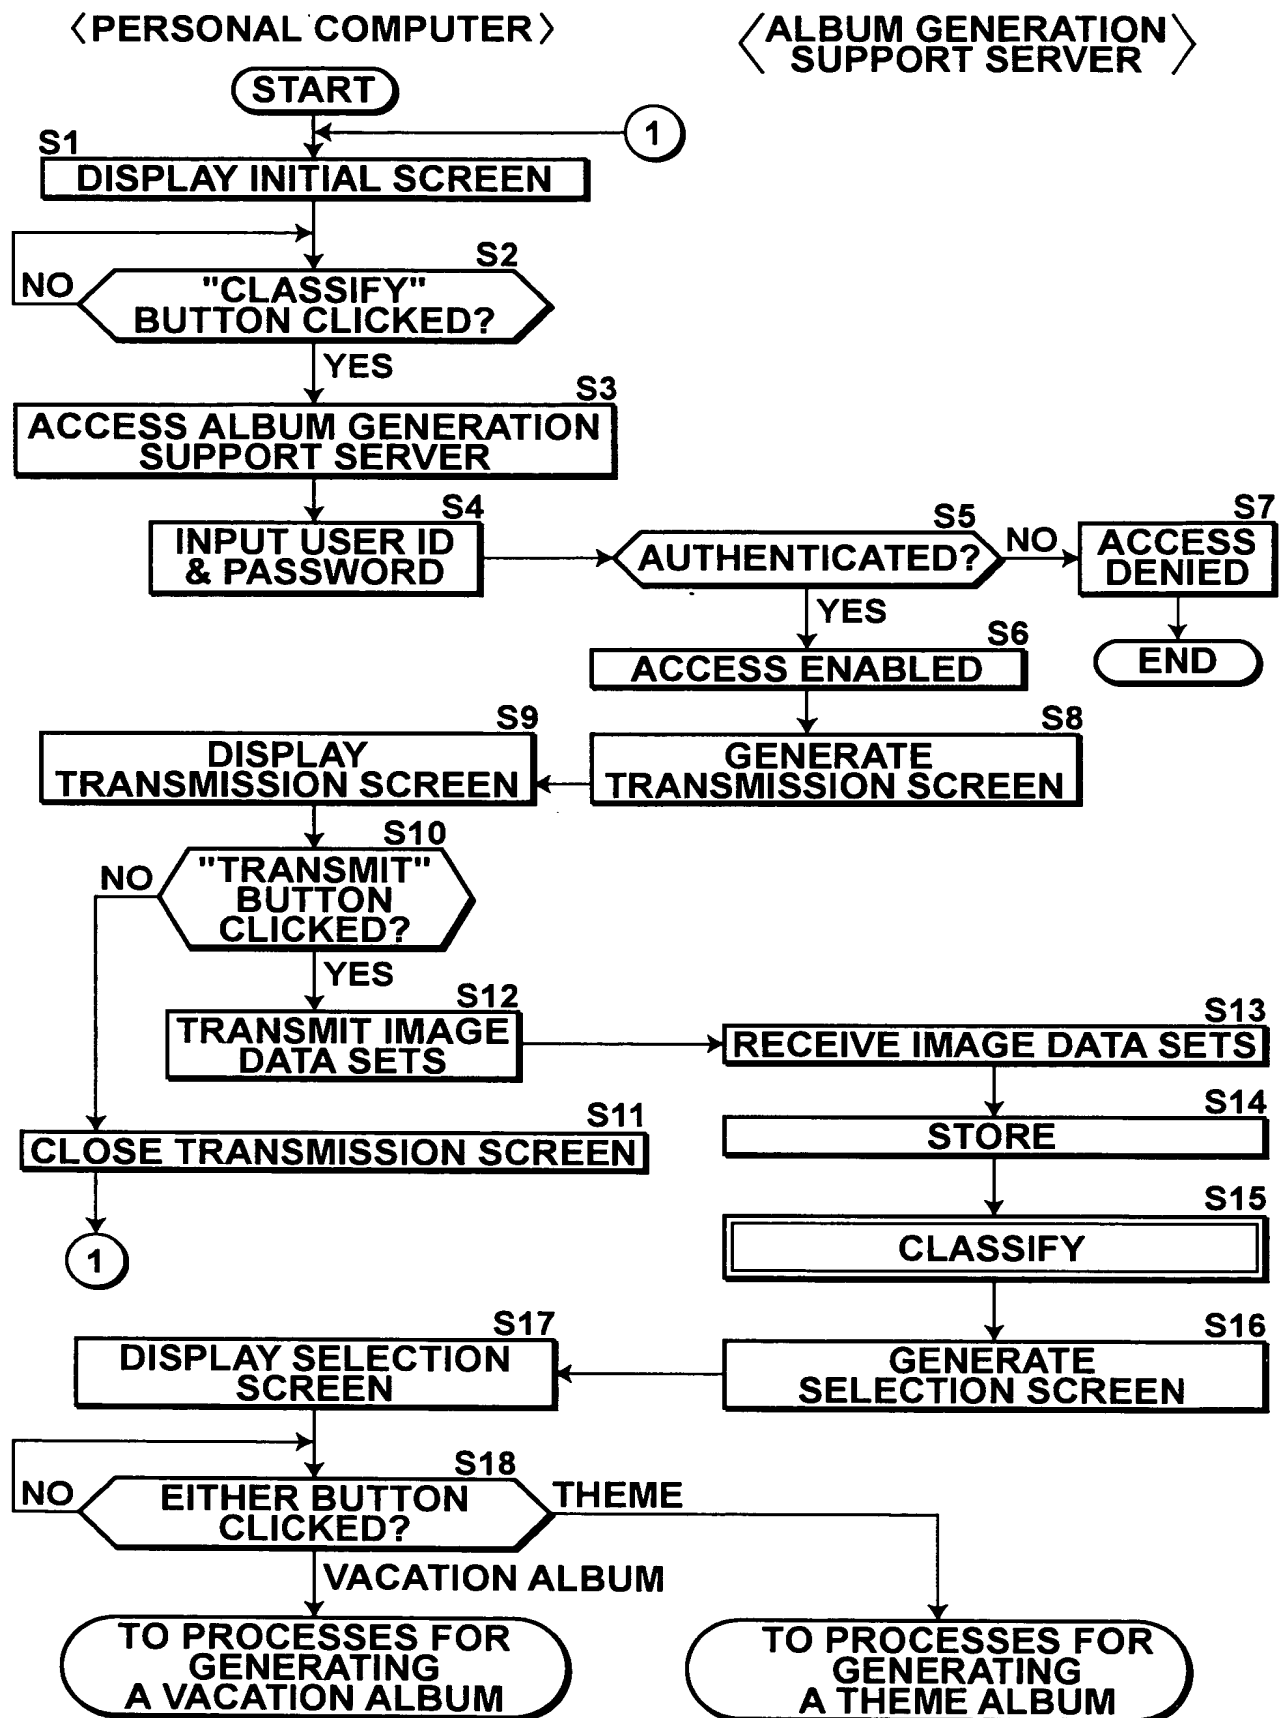 〈PERSONAL COMPUTER〉
〈ALBUM GENERATION
SUPPORT SERVER〉
START
1
S1
DISPLAY INITIAL SCREEN
S2
NO
"CLASSIFY"
BUTTON CLICKED?
YES
S3
ACCESS ALBUM GENERATION
SUPPORT SERVER
S4
INPUT USER ID
& PASSWORD
S5
AUTHENTICATED?
NO
S7
ACCESS
DENIED
YES
END
S6
ACCESS ENABLED
S8
GENERATE
TRANSMISSION SCREEN
S9
DISPLAY
TRANSMISSION SCREEN
S10
NO
"TRANSMIT"
BUTTON
CLICKED?
YES
S12
TRANSMIT IMAGE
DATA SETS
S13
RECEIVE IMAGE DATA SETS
S11
CLOSE TRANSMISSION SCREEN
1
S14
STORE
S15
CLASSIFY
S16
GENERATE
SELECTION SCREEN
S17
DISPLAY SELECTION
SCREEN
S18
NO
EITHER BUTTON
CLICKED?
THEME
VACATION ALBUM
TO PROCESSES FOR
GENERATING
A VACATION ALBUM
TO PROCESSES FOR
GENERATING
A THEME ALBUM